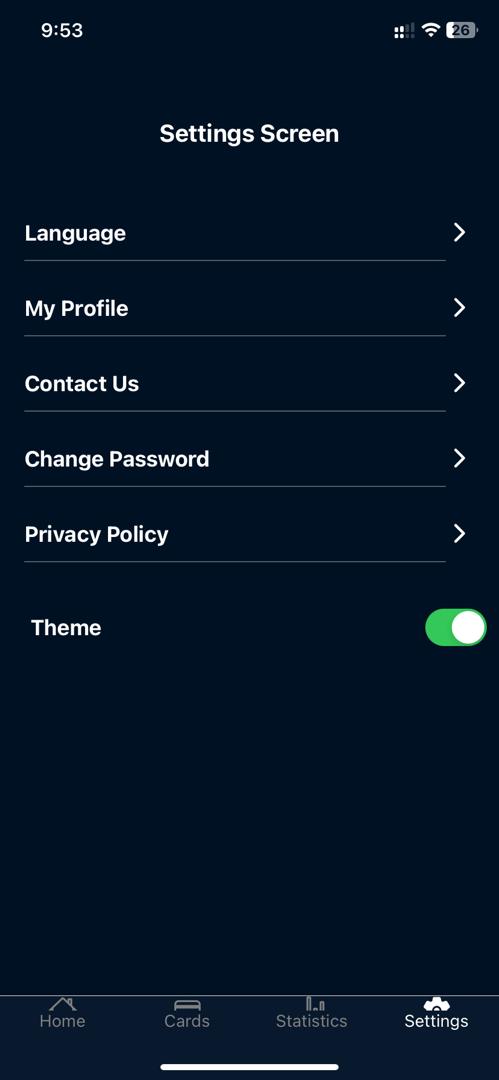 9:53
26
Settings Screen
Language
My Profile
Contact Us
Change Password
Privacy Policy
Theme
Home
Cards
Statistics
Settings